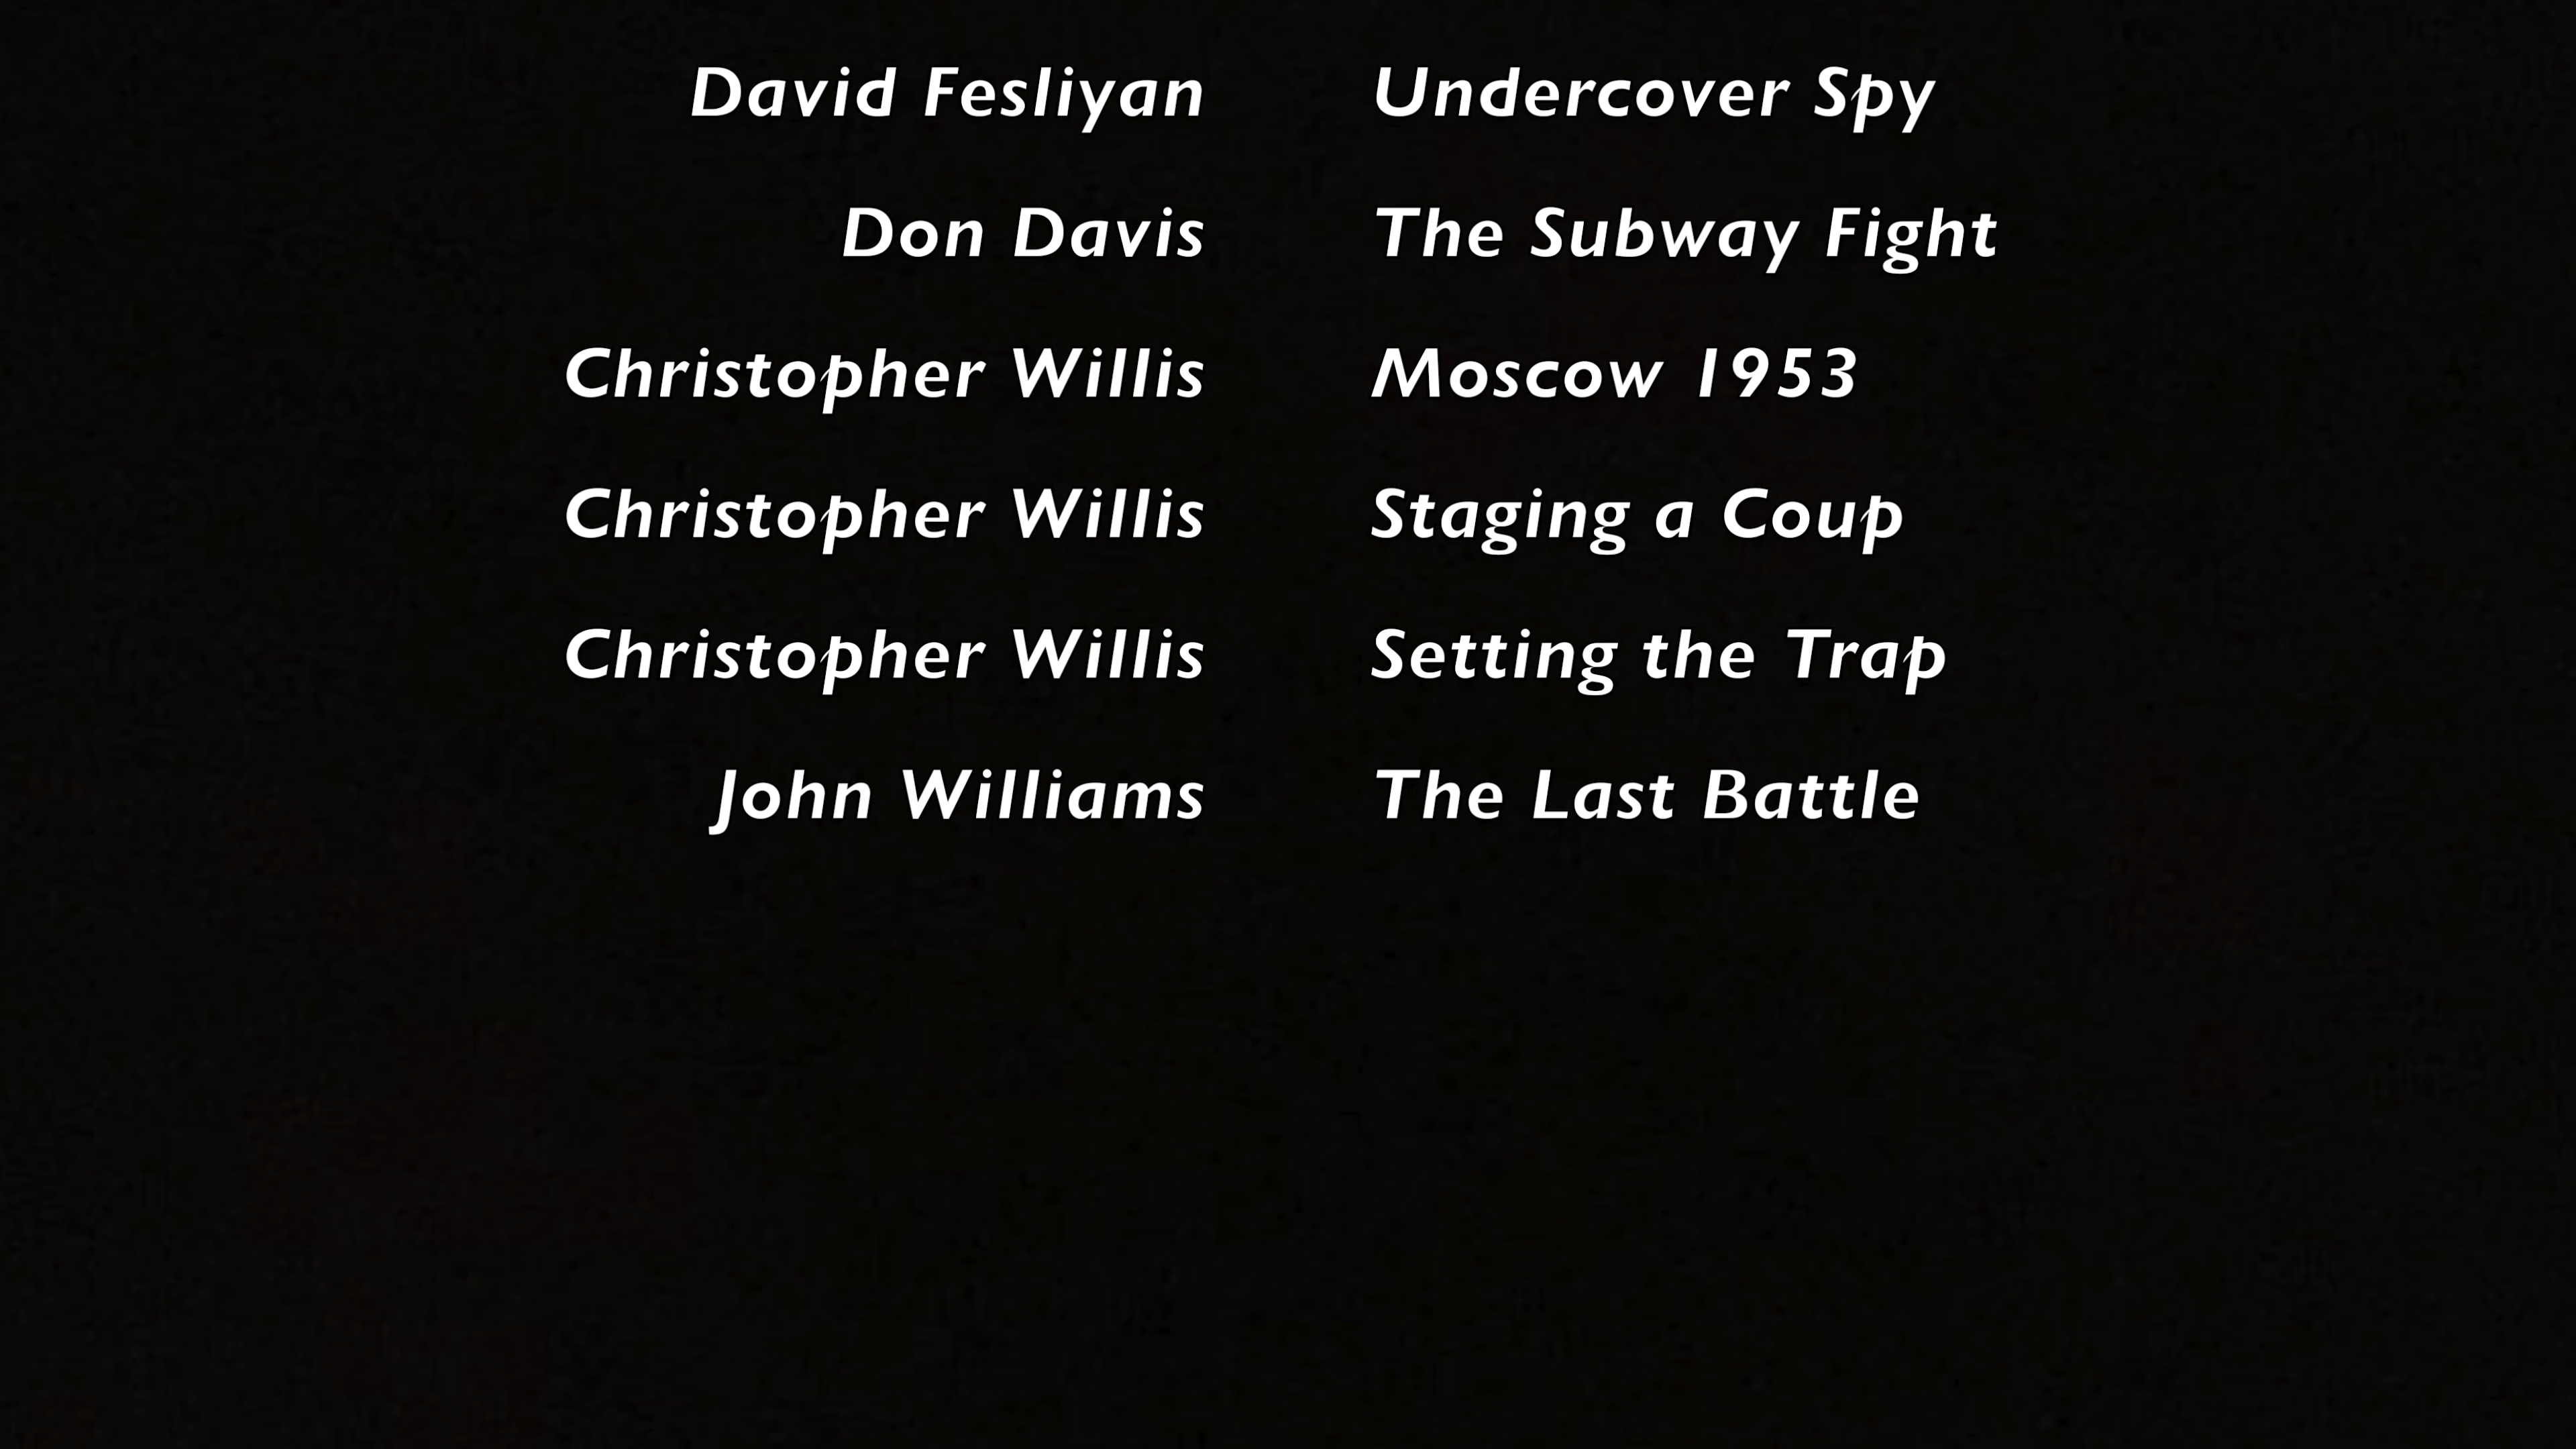 David Fesliyan Undercover Spy
Don Davis The Subway Fight
Christopher Willis Moscow 1953
Christopher Willis Staging a Coup
Christopher Willis Setting the Trap
John Williams The Last Battle